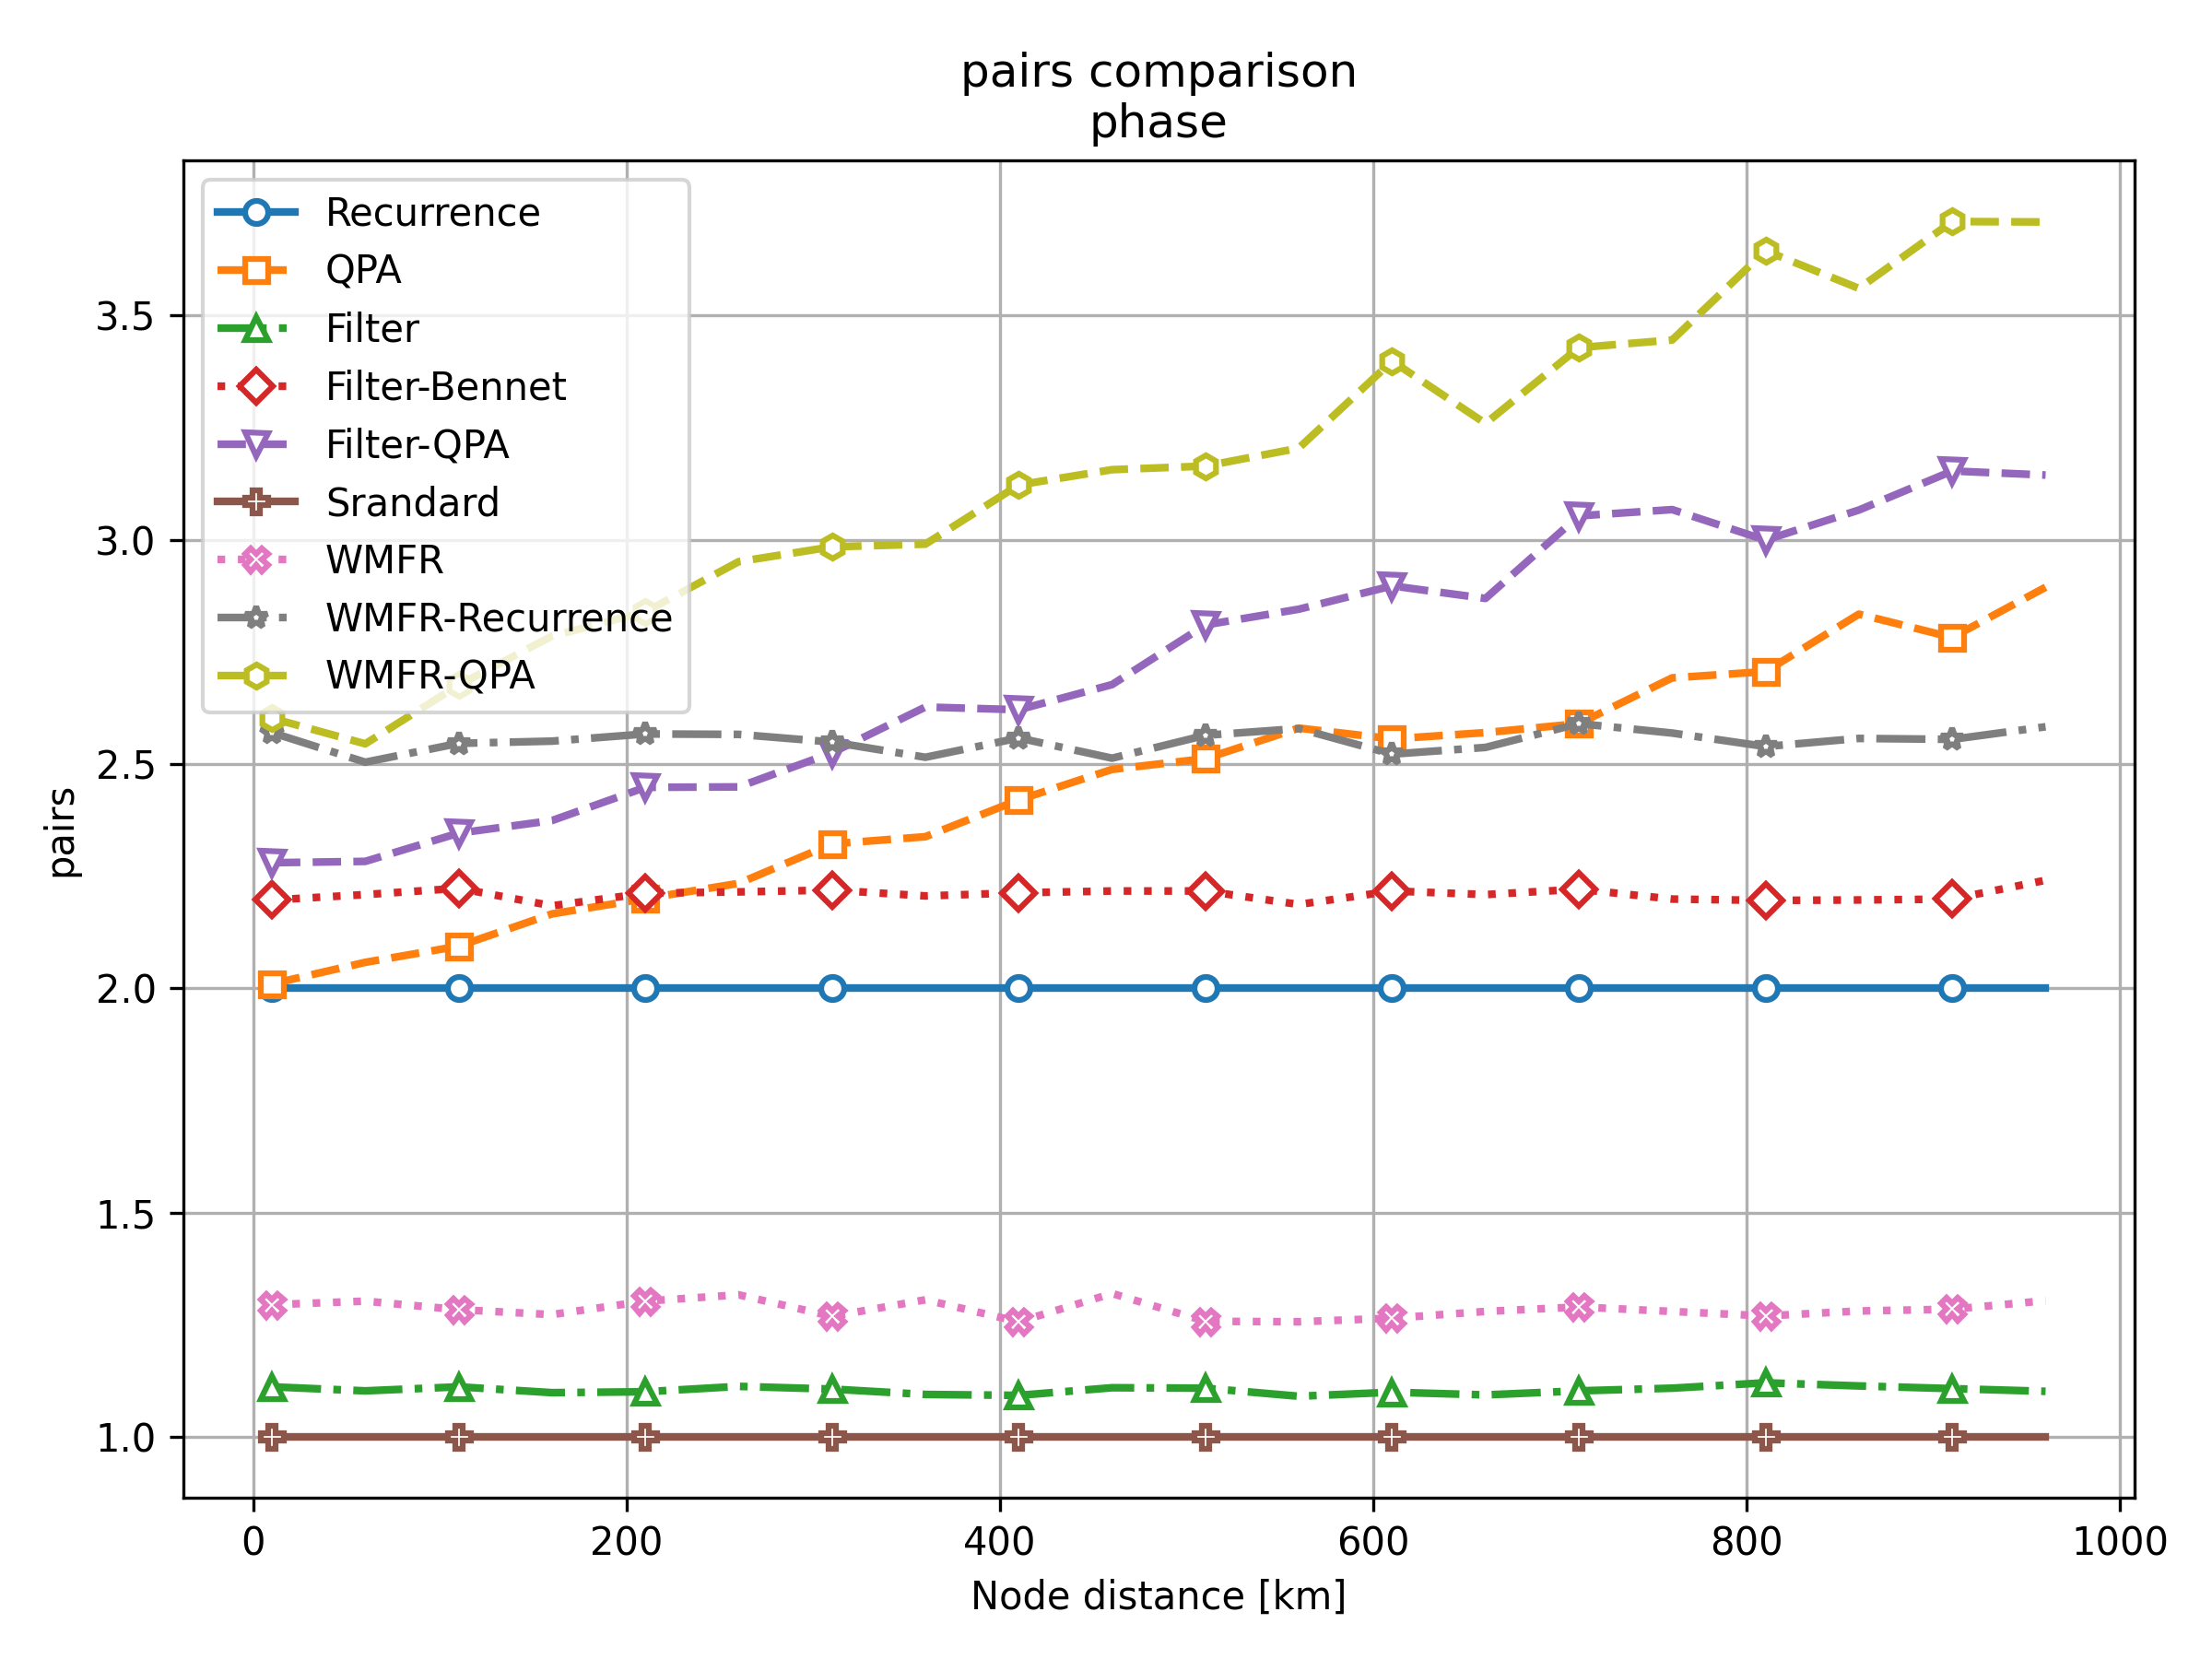 pairs comparison
phase
Recurrence
QPA
Filter
Filter-Bennet
Filter-QPA
Srandard
WMFR
WMFR-Recurrence
WMFR-QPA
pairs
3.5
3.0
2.5
2.0
1.5
1.0
0 200 400 600 800 1000
Node distance [km]